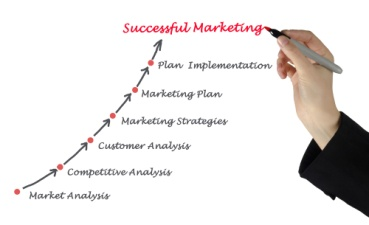 Successful Marketing
Plan Implementation
Marketing Plan
Marketing Strategies
Customer Analysis
Competitive Analysis
Market Analysis